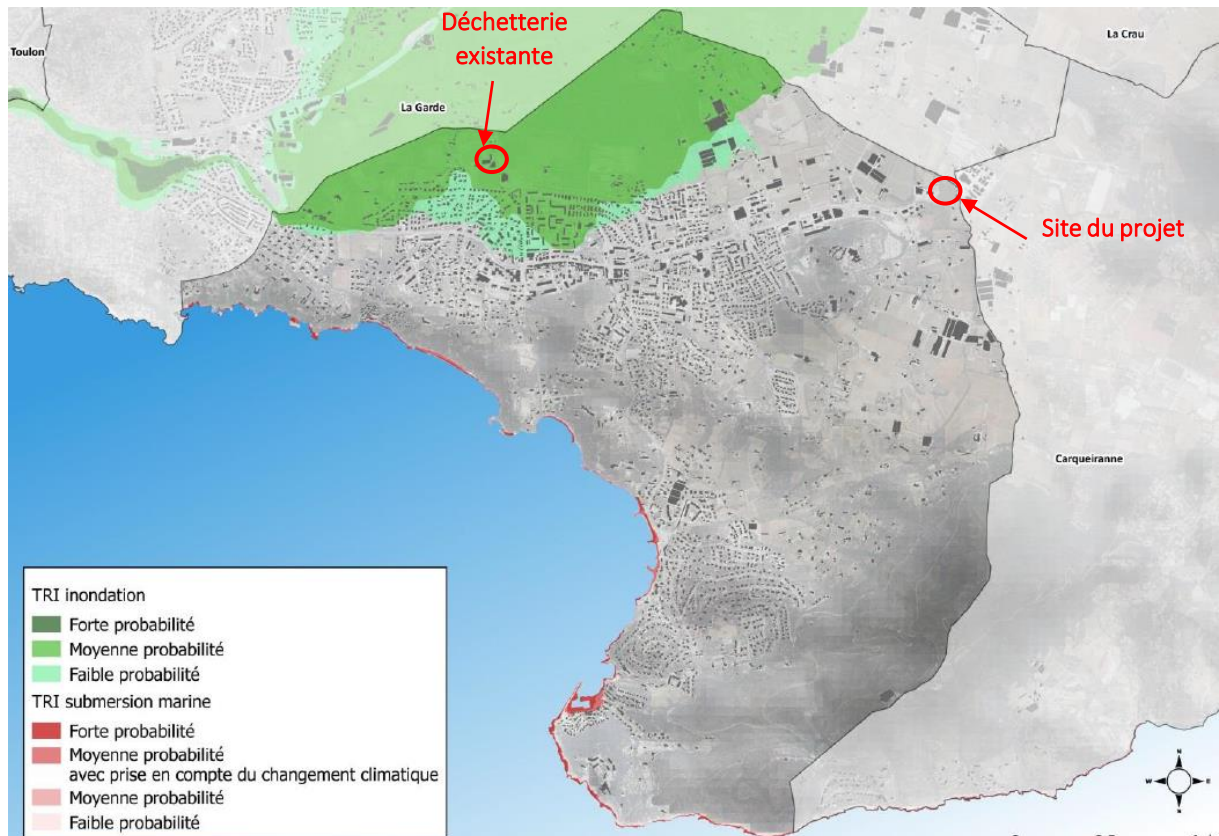 Déchetterie
existante
Toulon
La Crau
La Garde
Site du projet
Carqueiranne
TRI inondation
Forte probabilité
Moyenne probabilité
Faible probabilité
TRI submersion marine
Forte probabilité
Moyenne probabilité
avec prise en compte du changement climatique
Moyenne probabilité
Faible probabilité
N
W
E
S